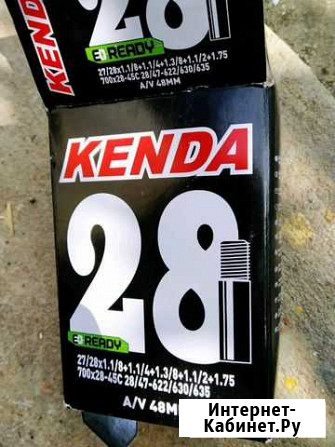 KENDA
28
E READY
27/28x1.1/8+1.1/4+1.3/8+1.1/2+1.75
700x28-45C 28/47-622/630/635
A/V 48MM
KENDA
28
E READY
27/28x1.1/8+1.1/4+1.3/8+1.1/2+1.75
700x28-45C 28/47-622/630/635
A/V 48M
Интернет-
Кабинет.Ру